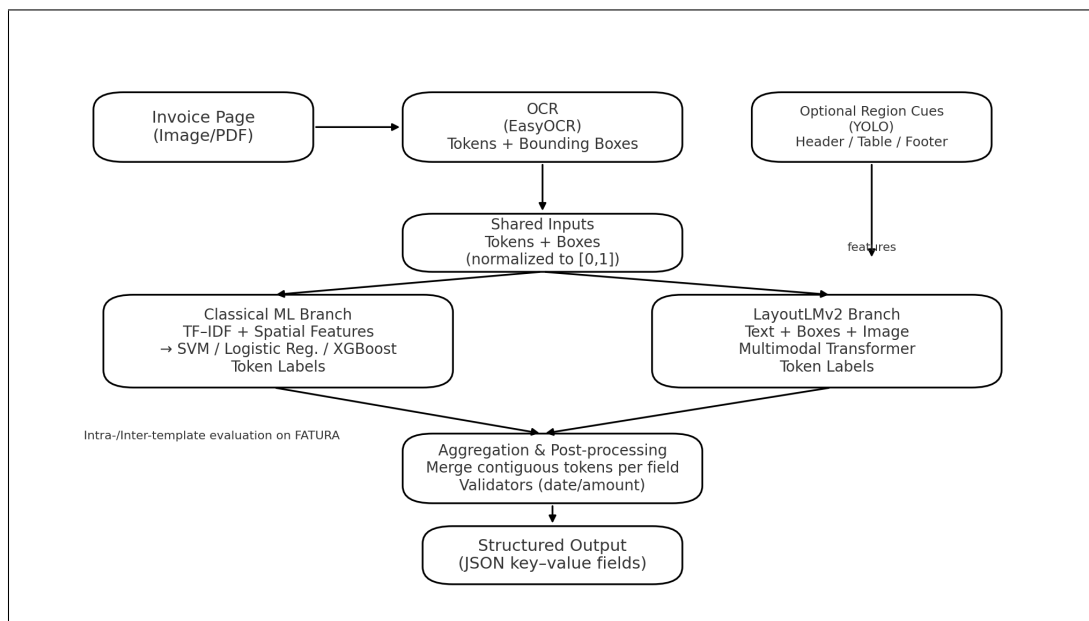 Invoice Page
(Image/PDF)
OCR
(EasyOCR)
Tokens + Bounding Boxes
Optional Region Cues
(YOLO)
Header / Table / Footer
Shared Inputs
Tokens + Boxes
(normalized to [0,1])
features
Classical ML Branch
TF–IDF + Spatial Features
→ SVM / Logistic Reg. / XGBoost
Token Labels
LayoutLMv2 Branch
Text + Boxes + Image
Multimodal Transformer
Token Labels
Intra-/Inter-template evaluation on FATURA
Aggregation & Post-processing
Merge contiguous tokens per field
Validators (date/amount)
Structured Output
(JSON key–value fields)